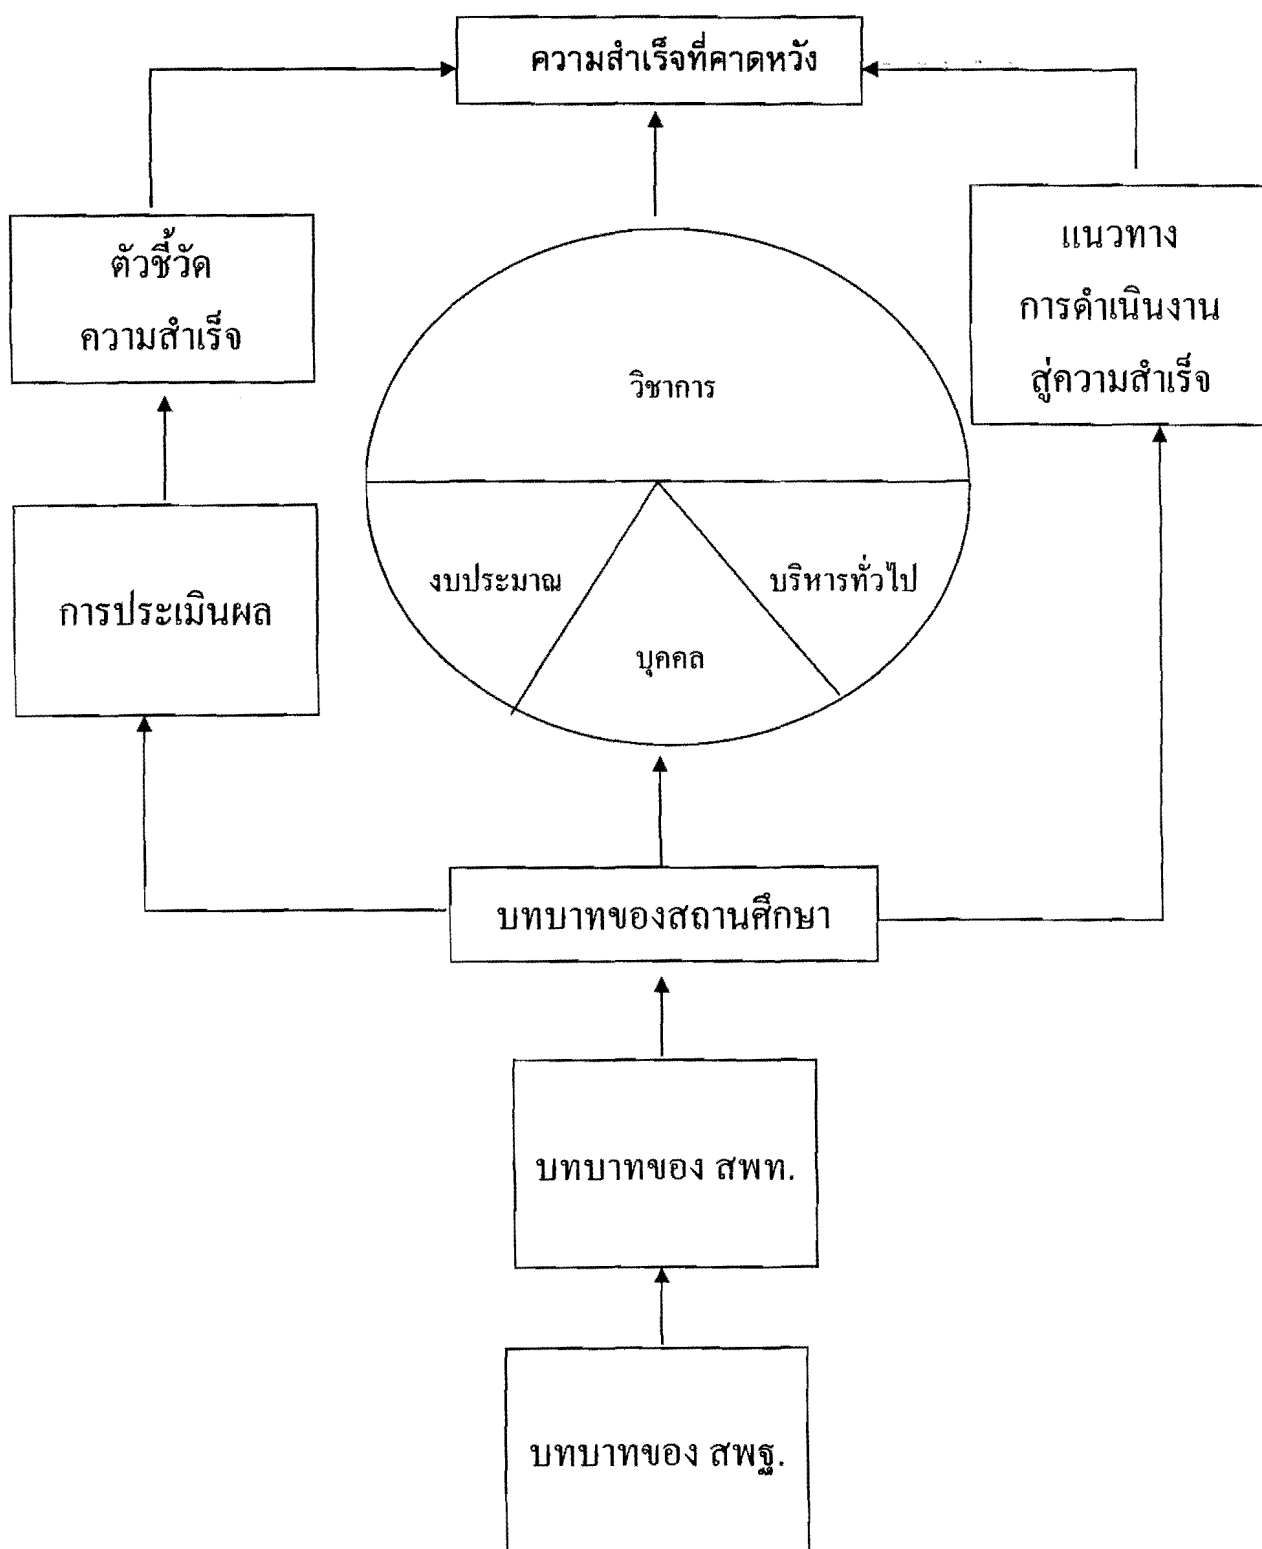 ความสำเร็จที่คาดหวัง
ตัวชี้วัด
ความสำเร็จ
แนวทาง
การดำเนินงาน
สู่ความสำเร็จ
วิชาการ
งบประมาณ
บริหารทั่วไป
บุคคล
การประเมินผล
บทบาทของสถานศึกษา
บทบาทของ สพท.
บทบาทของ สพฐ.